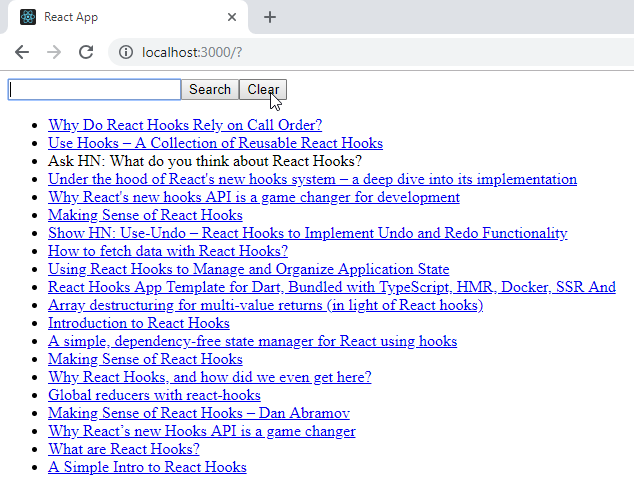 React App
localhost:3000/?
Search Clear
Why Do React Hooks Rely on Call Order?
Use Hooks – A Collection of Reusable React Hooks
Ask HN: What do you think about React Hooks?
Under the hood of React's new hooks system – a deep dive into its implementation
Why React's new hooks API is a game changer for development
Making Sense of React Hooks
Show HN: Use-Undo – React Hooks to Implement Undo and Redo Functionality
How to fetch data with React Hooks?
Using React Hooks to Manage and Organize Application State
React Hooks App Template for Dart, Bundled with TypeScript, HMR, Docker, SSR And
Array destructuring for multi-value returns (in light of React hooks)
Introduction to React Hooks
A simple, dependency-free state manager for React using hooks
Making Sense of React Hooks
Why React Hooks, and how did we even get here?
Global reducers with react-hooks
Making Sense of React Hooks – Dan Abramov
Why React’s new Hooks API is a game changer
What are React Hooks?
A Simple Intro to React Hooks